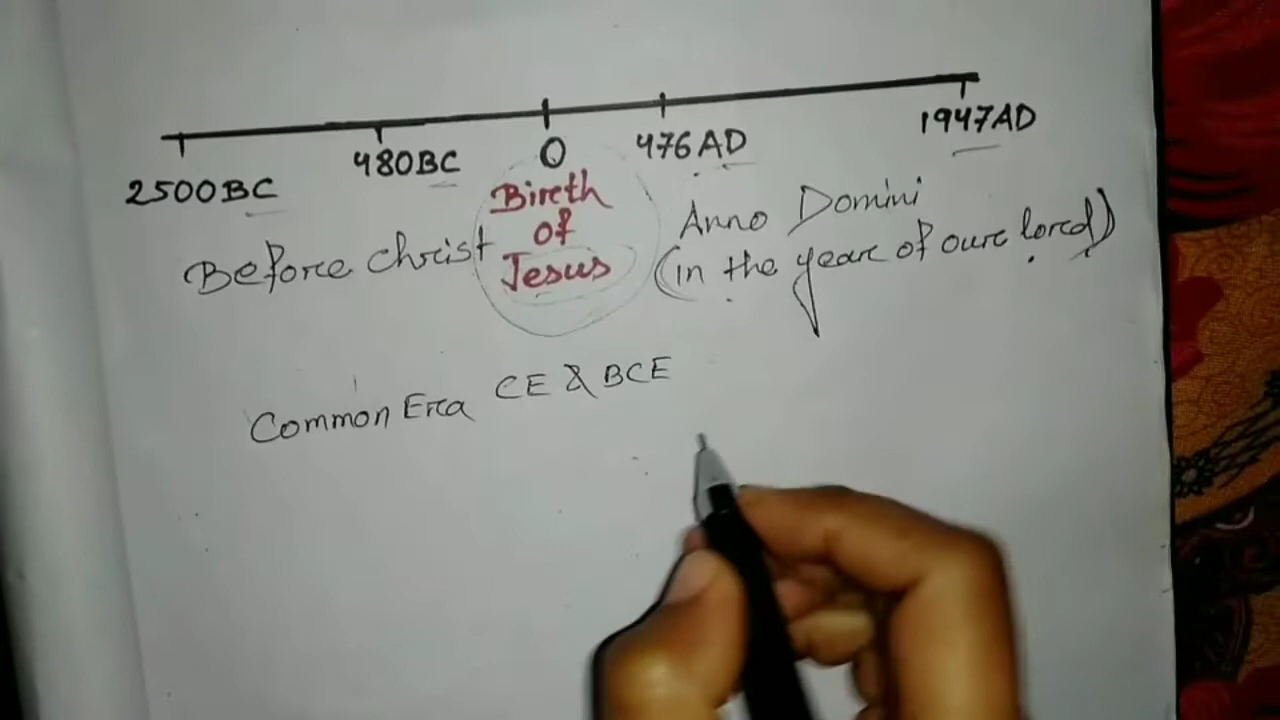 2500BC 480BC 0 476AD 1947AD
Birth
of
Jesus
Before Christ
Anno Domini
(in the year of our lord)
Common Era CE & BCE